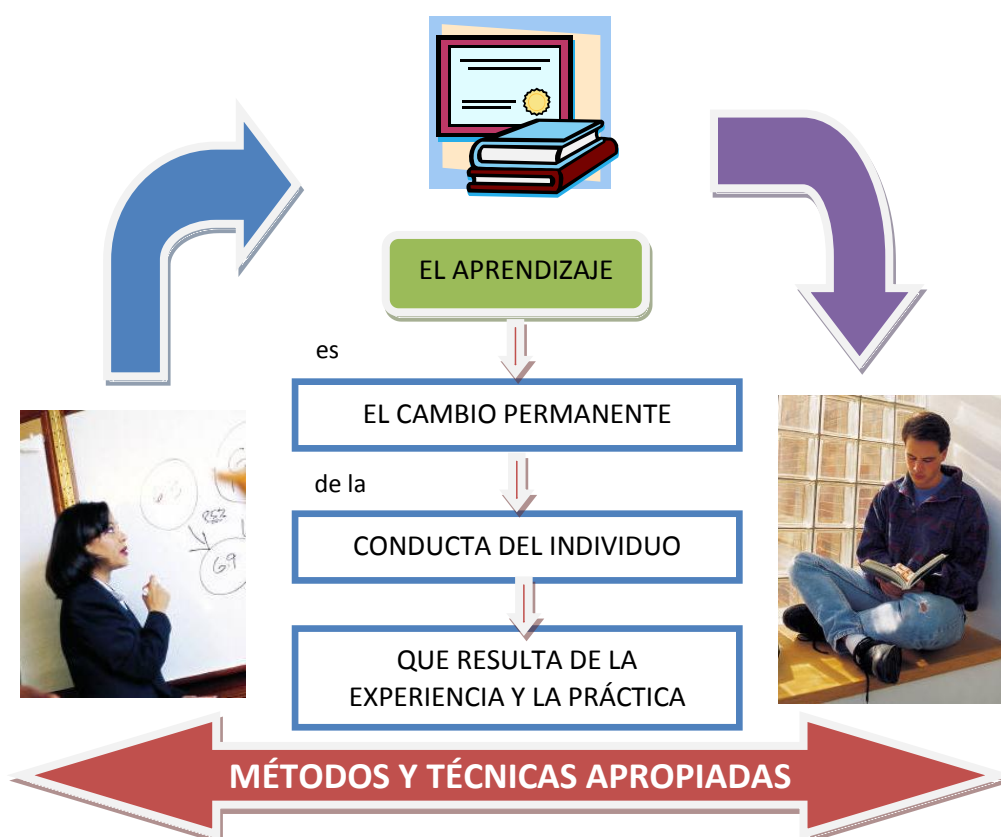 EL APRENDIZAJE
es
EL CAMBIO PERMANENTE
de la
CONDUCTA DEL INDIVIDUO
QUE RESULTA DE LA
EXPERIENCIA Y LA PRÁCTICA
MÉTODOS Y TÉCNICAS APROPIADAS